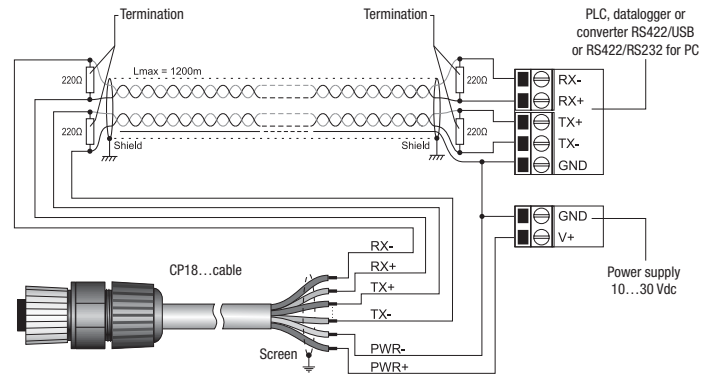 Termination
Termination
PLC, datalogger or
converter RS422/USB
or RS422/RS232 for PC
Lmax = 1200m
220Ω
220Ω
220Ω
220Ω
Shield
Shield
RX-
RX+
TX+
TX-
GND
GND
V+
Power supply
10...30 Vdc
CP18...cable
RX-
RX+
TX+
TX-
PWR-
PWR+
Screen